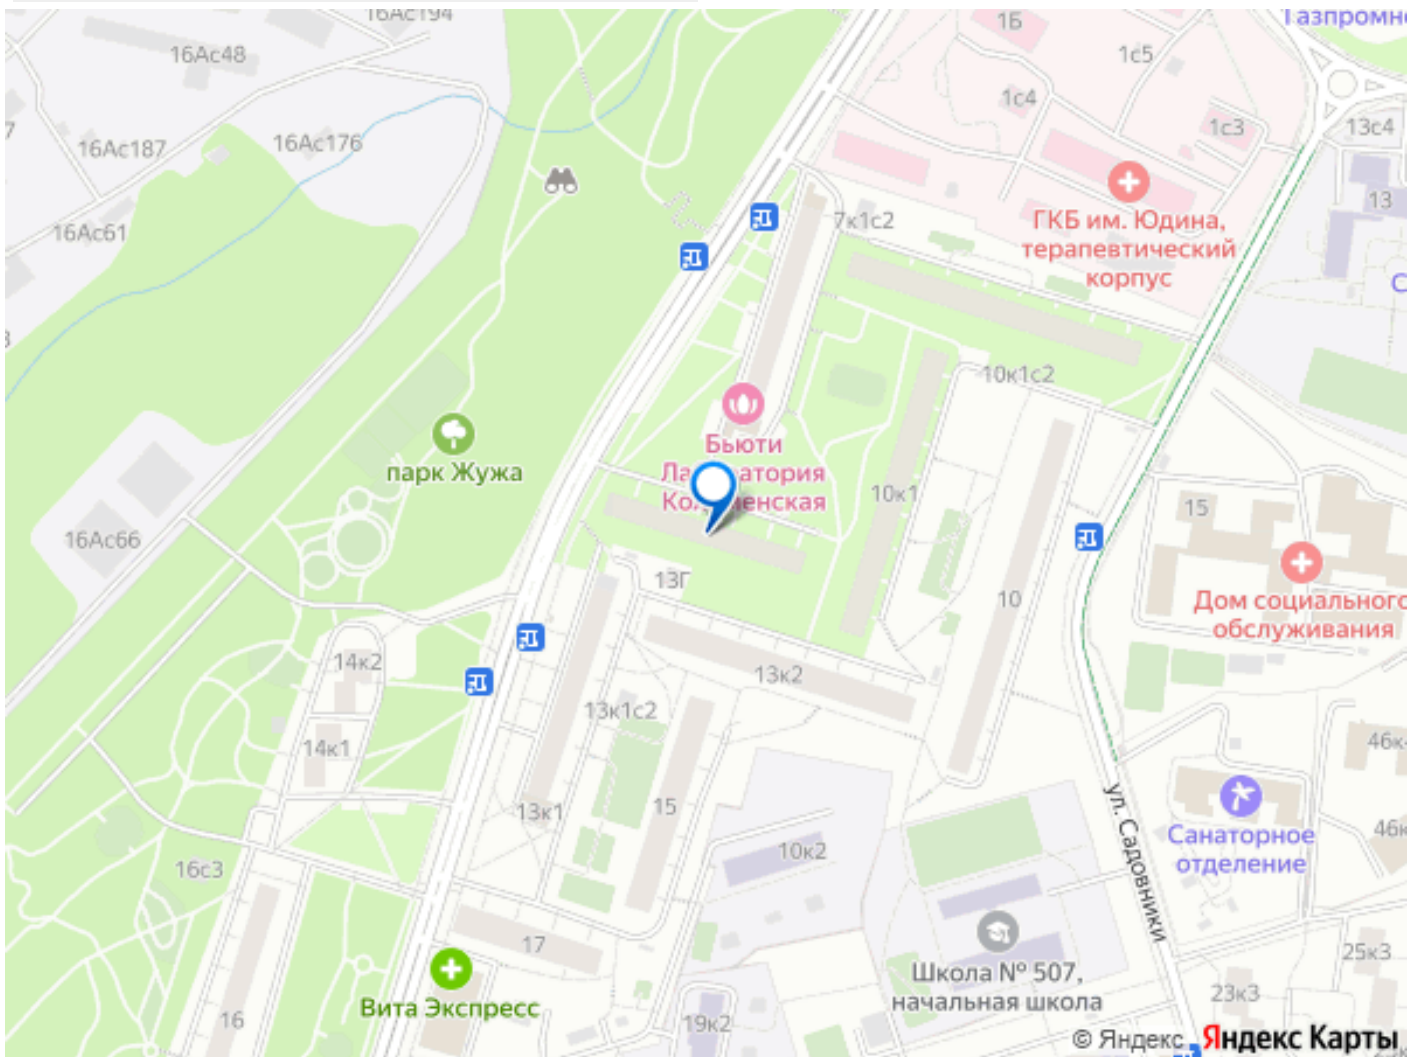 16Ас194
1Б
Газпромн
16Ас48
1с5
1с4
1с3
13с4
16Ас187
16Ас176
13
7к1с2
ГКБ им. Юдина,
терапевтический
корпус
16Ас61
10к1с2
Бьюти
парк Жужа
10к1
15
16Ас66
13Г
10
Дом социального
обслуживания
14к2
13к2
13к1с2
14к1
46к
13к1
15
ул. Садовники
Санаторное
отделение
46к
10к2
16с3
17
Школа № 507,
начальная школа
25к3
23к3
Вита Экспресс
16
19к2
© Яндекс
Яндекс Карты